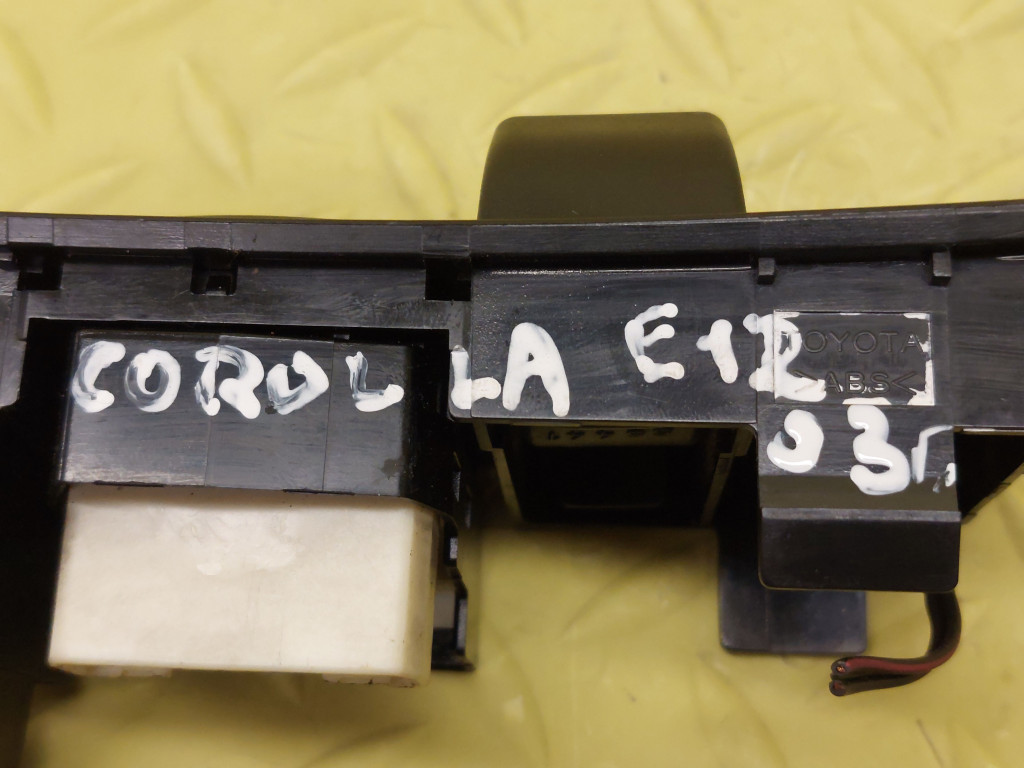 COROLLA E12
TOYOTA
>ABS<
03г.